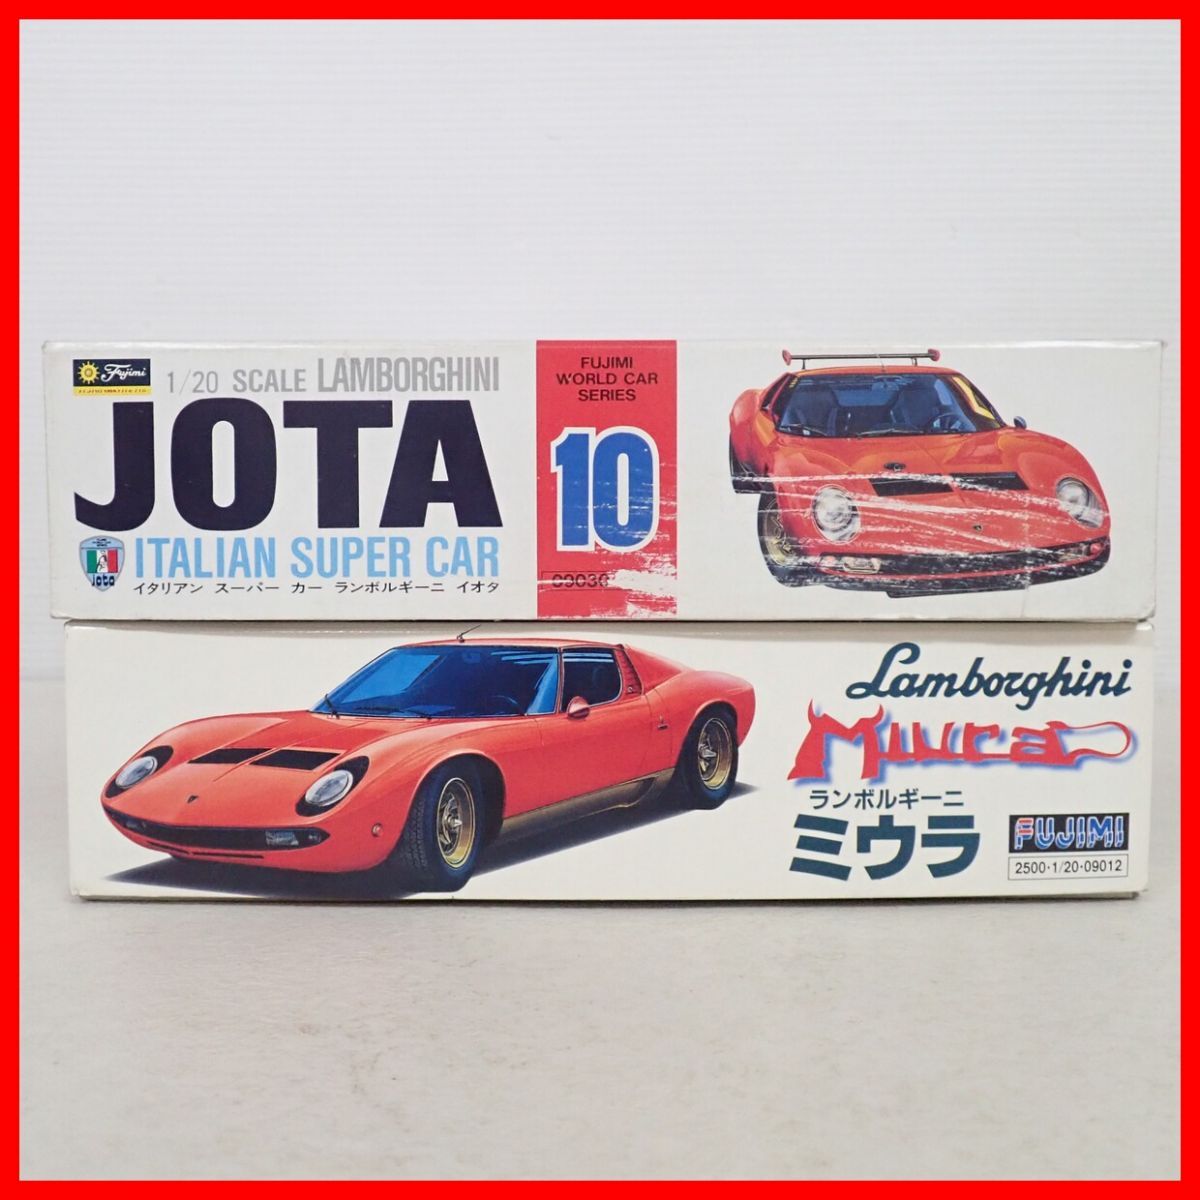 Fujimi
1/20 SCALE LAMBORGHINI
JOTA
Jota
ITALIAN SUPER CAR
イタリアン スーパー カー ランボルギーニ イオタ
FUJIMI
WORLD CAR
SERIES
10
Lamborghini
Miura
ランボルギーニ
ミウラ
FUJIMI
2500・1/20・09012